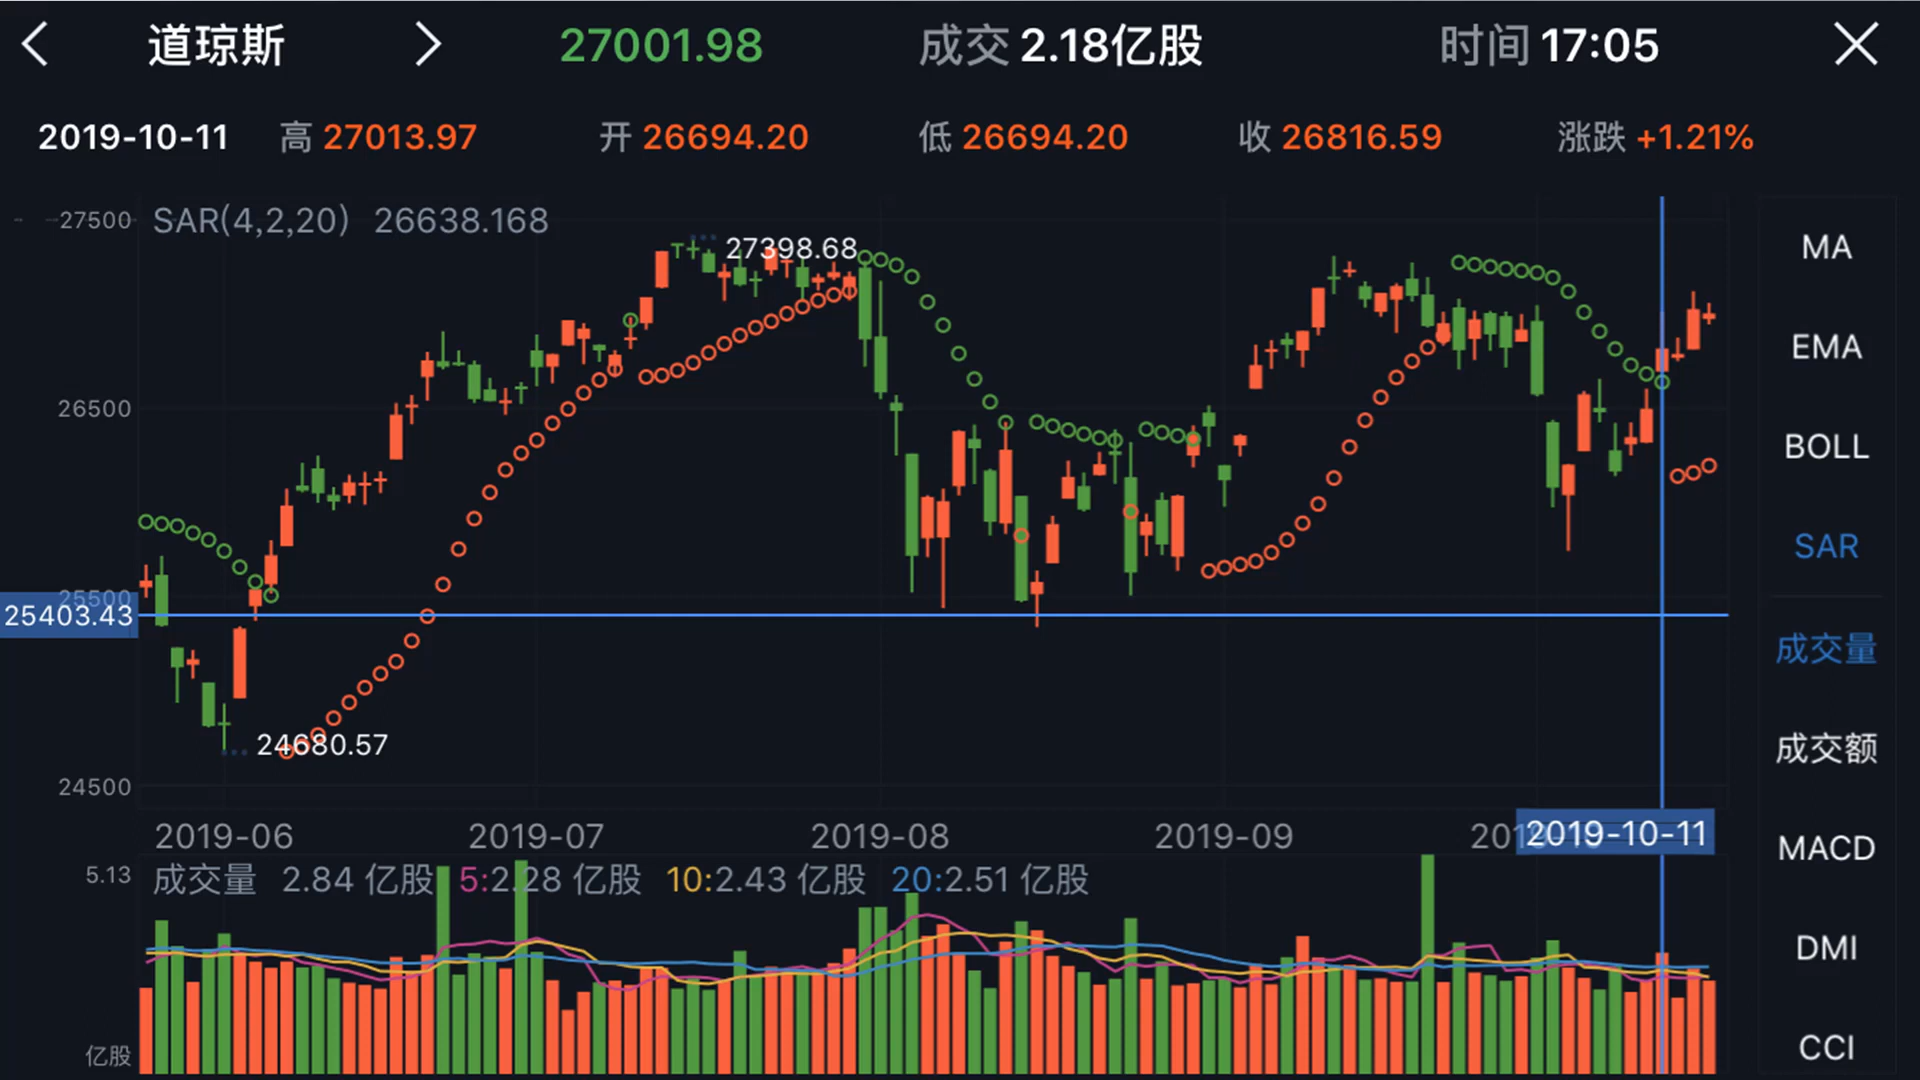 道琼斯 27001.98 成交 2.18亿股 时间 17:05
2019-10-11 高 27013.97 开 26694.20 低 26694.20 收 26816.59 涨跌 +1.21%
27500 SAR(4,2,20) 26638.168
27398.68
MA
EMA
26500
BOLL
SAR
25500
25403.43
成交量
24680.57
成交额
24500
2019-06 2019-07 2019-08 2019-09 2019-10-11
MACD
5.13 成交量 2.84 亿股 5:2.28 亿股 10:2.43 亿股 20:2.51 亿股
DMI
亿股
CCI